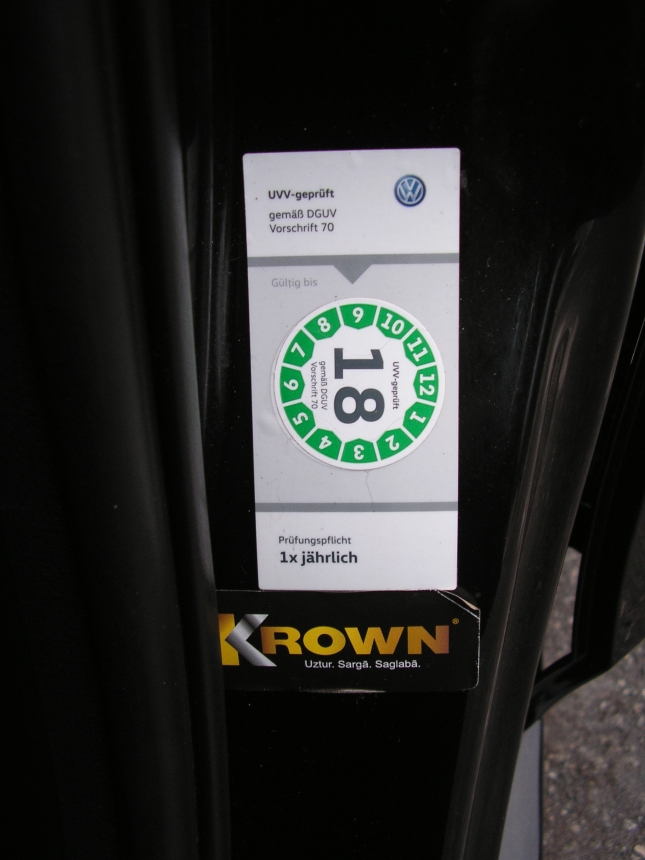 UVV-geprüft
gemäß DGUV
Vorschrift 70
Gültig bis
1 2 3 4 5 6 7 8 9 10 11 12
UVV-geprüft
18
gemäß DGUV
Vorschrift 70
Prüfungspflicht
1x jährlich
KROWN®
Uztur. Sargā. Saglabā.